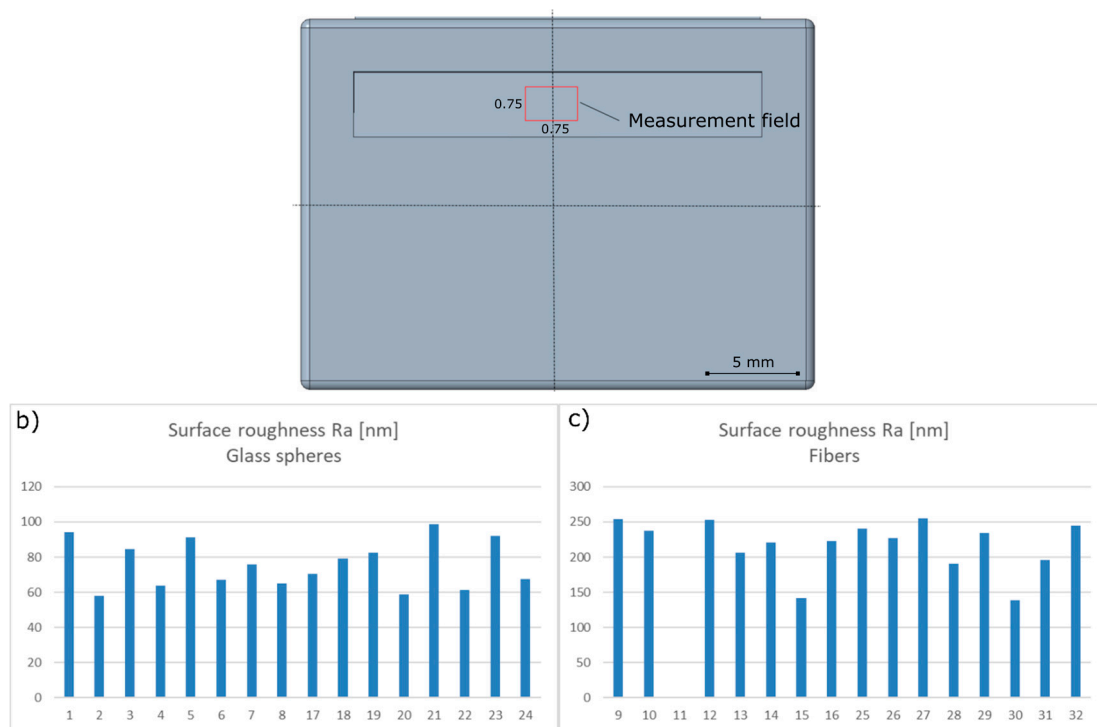 0.75
Measurement field
0.75
5 mm
b)
Surface roughness Ra [nm]
Glass spheres
120
100
80
60
40
20
0
1 2 3 4 5 6 7 8 17 18 19 20 21 22 23 24
c)
Surface roughness Ra [nm]
Fibers
300
250
200
150
100
50
0
9 10 11 12 13 14 15 16 25 26 27 28 29 30 31 32